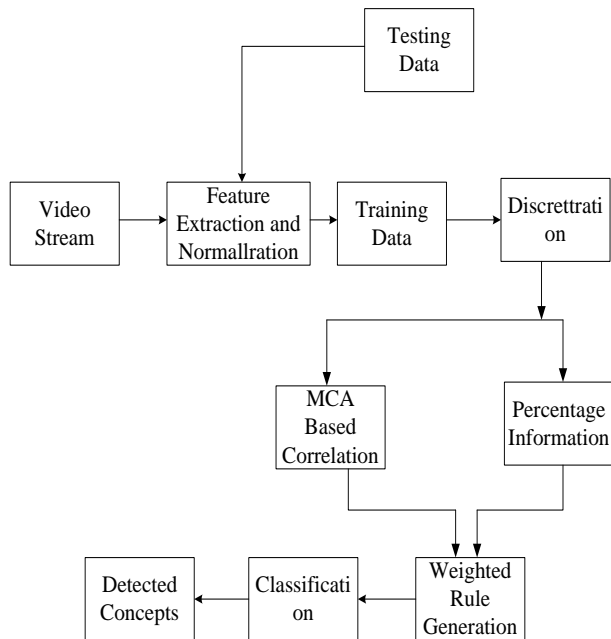 Testing
Data
Video
Stream
Feature
Extraction and
Normallration
Training
Data
Discrettrati
on
MCA
Based
Correlation
Percentage
Information
Detected
Concepts
Classificati
on
Weighted
Rule
Generation